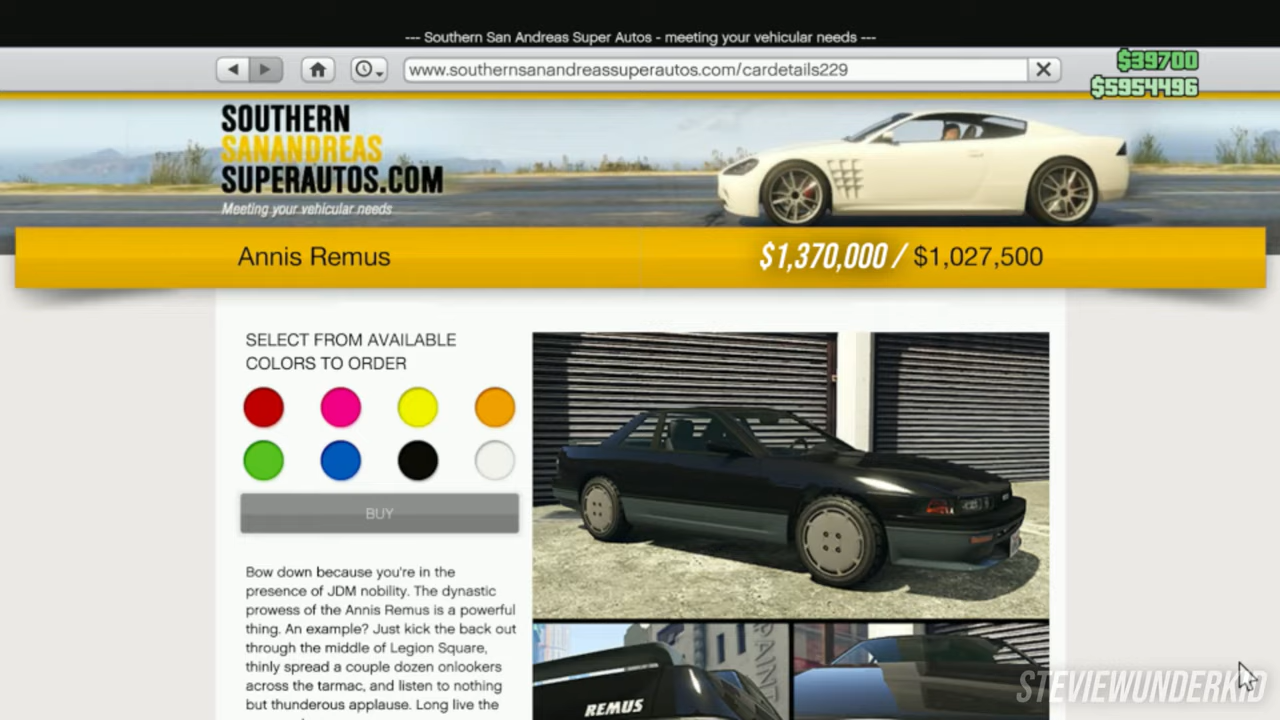 --- Southern San Andreas Super Autos - meeting your vehicular needs ---
www.southernsanandreassuperautos.com/cardetails229
$39700
$5954496
SOUTHERN
SANANDREAS
SUPERAUTOS.COM
Meeting your vehicular needs
Annis Remus
$1,370,000 / $1,027,500
SELECT FROM AVAILABLE
COLORS TO ORDER
BUY
Bow down because you're in the
presence of JDM nobility. The dynastic
prowess of the Annis Remus is a powerful
thing. An example? Just kick the back out
through the middle of Legion Square,
thinly spread a couple dozen onlookers
across the tarmac, and listen to nothing
but thunderous applause. Long live the
REMUS
STEVIEWUNDERKID